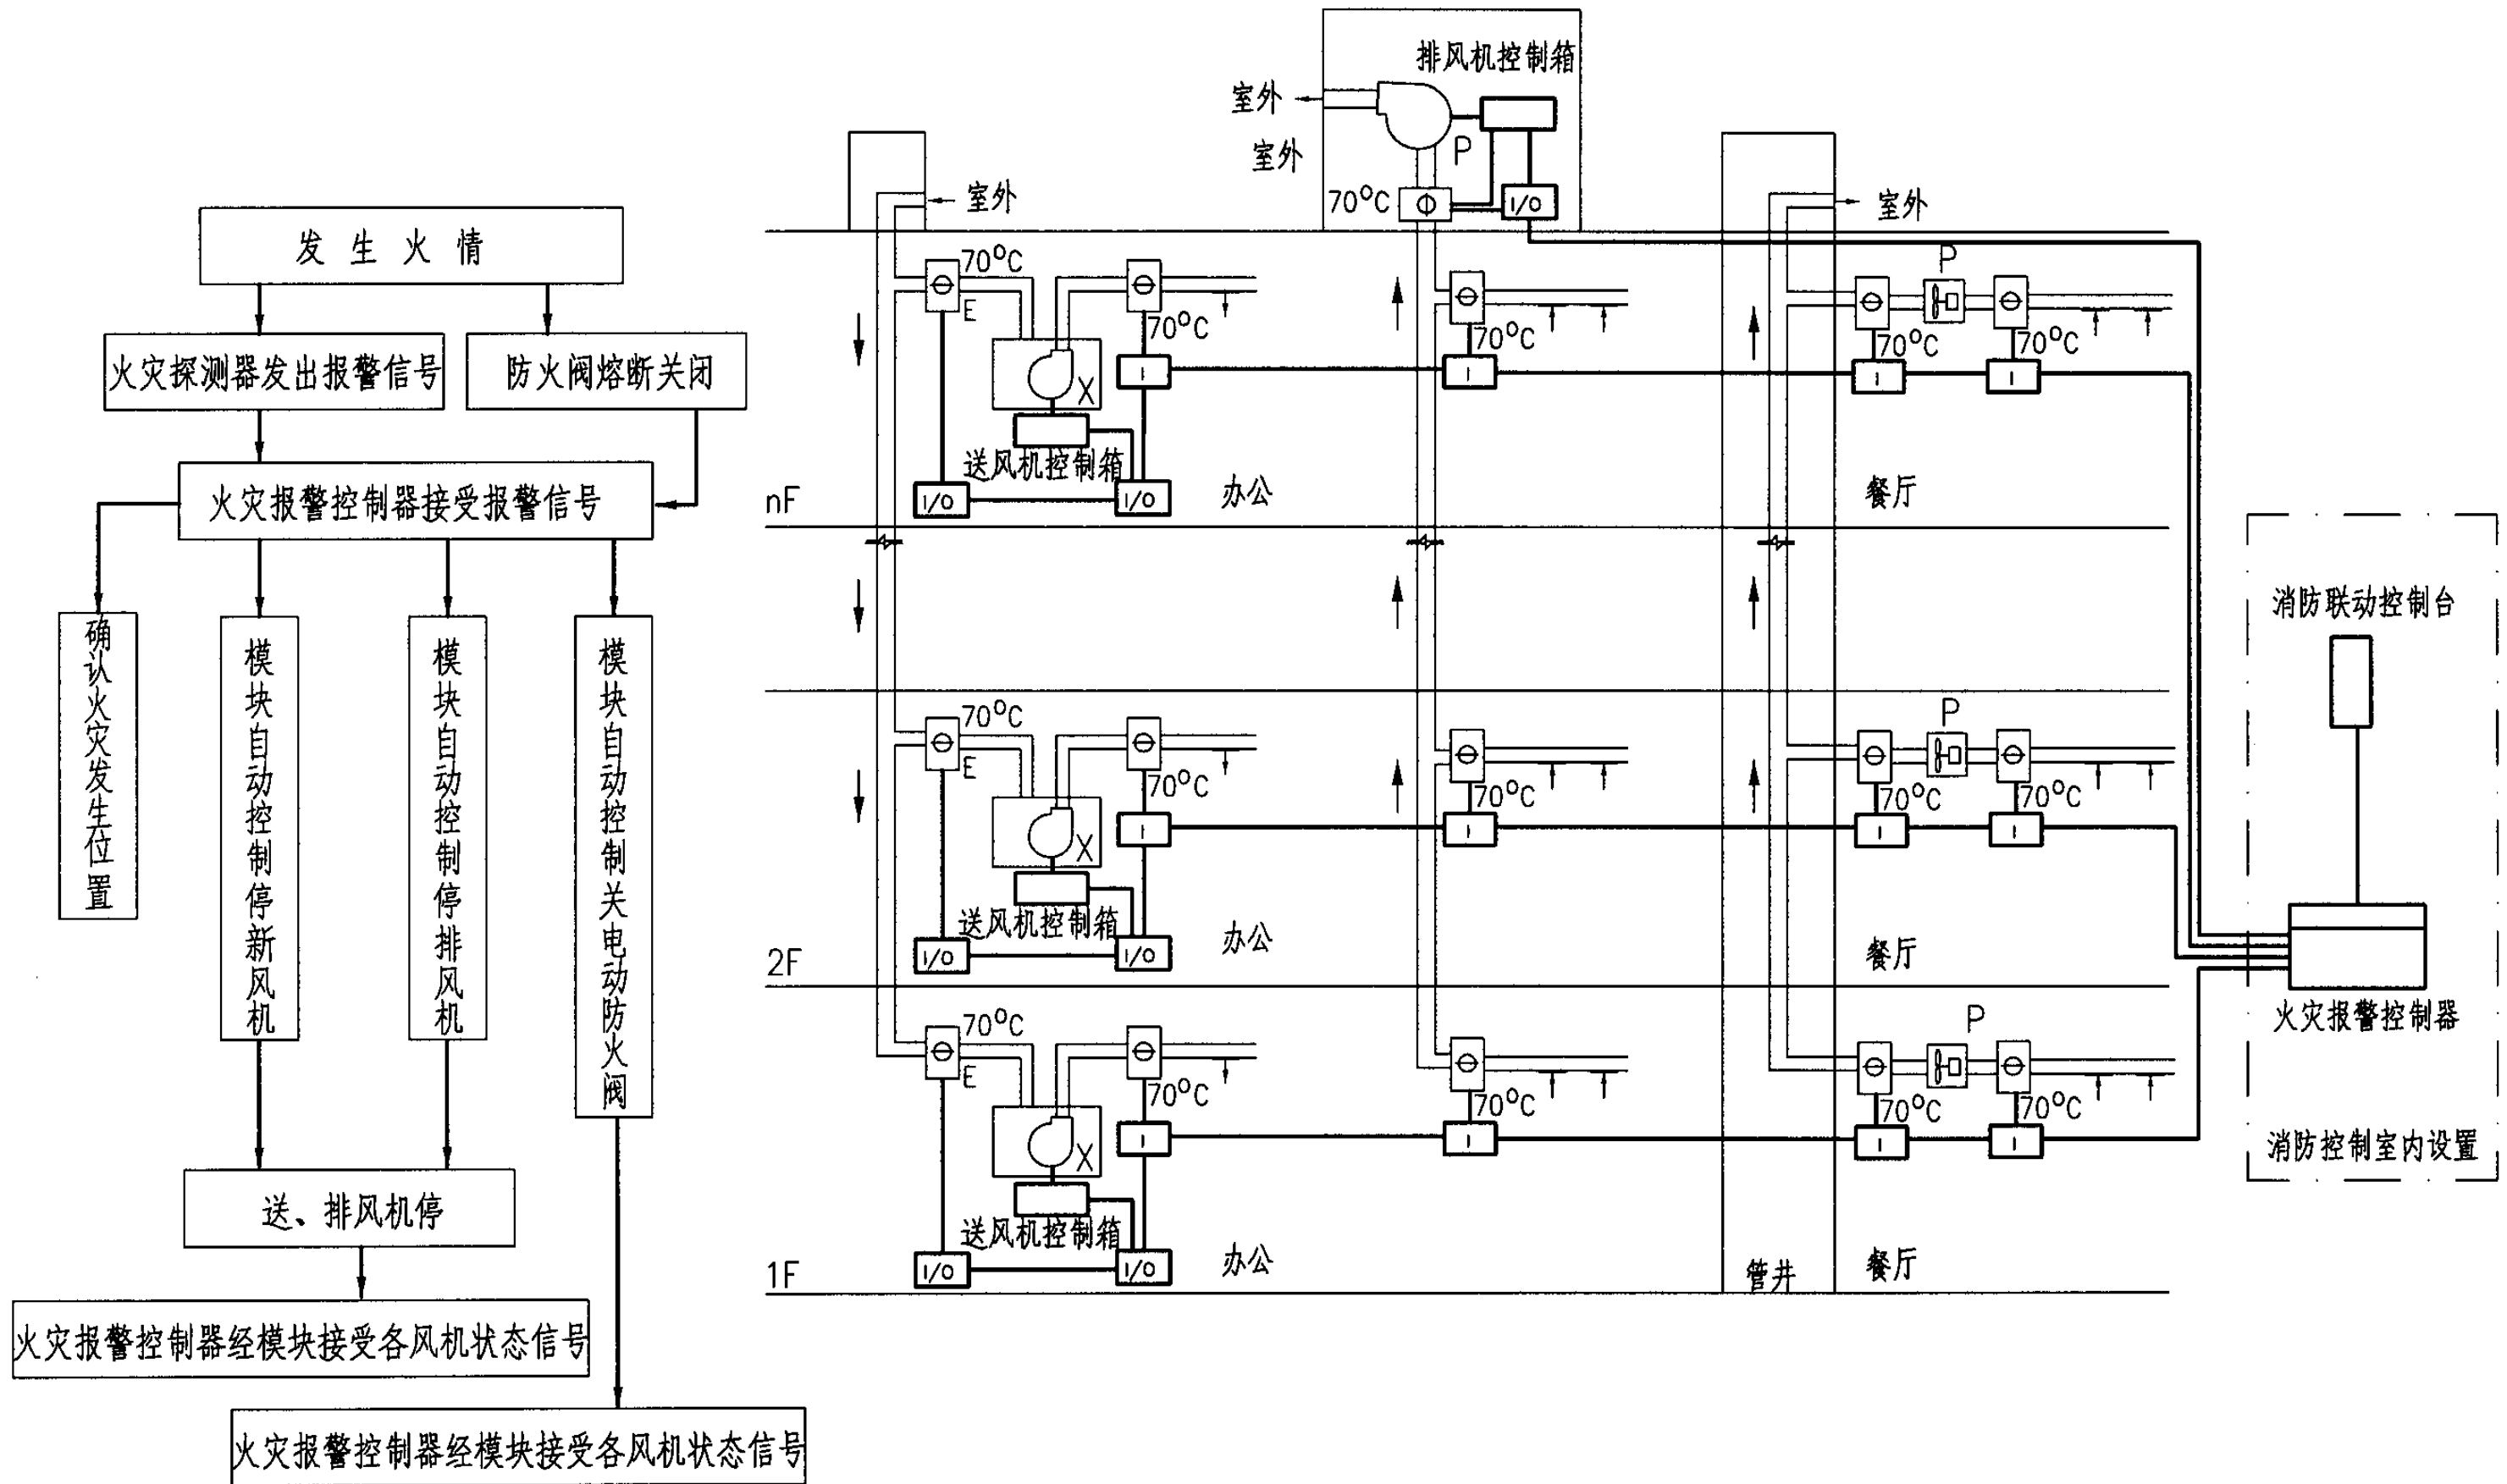 发生火情
火灾探测器发出报警信号
防火阀熔断关闭
火灾报警控制器接受报警信号
确认火灾发生位置
模块自动控制停新风机
模块自动控制停排风机
模块自动控制关电动防火阀
送、排风机停
火灾报警控制器经模块接受各风机状态信号
火灾报警控制器经模块接受各风机状态信号
排风机控制箱
室外
室外
P
70°C
I/O
室外
室外
70°C
E
70°C
X
I
送风机控制箱
I/O
I/O
办公
nF
70°C
I
P
70°C
70°C
I
I
餐厅
70°C
E
70°C
X
I
送风机控制箱
I/O
I/O
办公
2F
70°C
I
P
70°C
70°C
I
I
餐厅
70°C
E
70°C
X
I
送风机控制箱
I/O
I/O
办公
1F
70°C
I
P
70°C
70°C
I
I
管井
餐厅
消防联动控制台
火灾报警控制器
消防控制室内设置